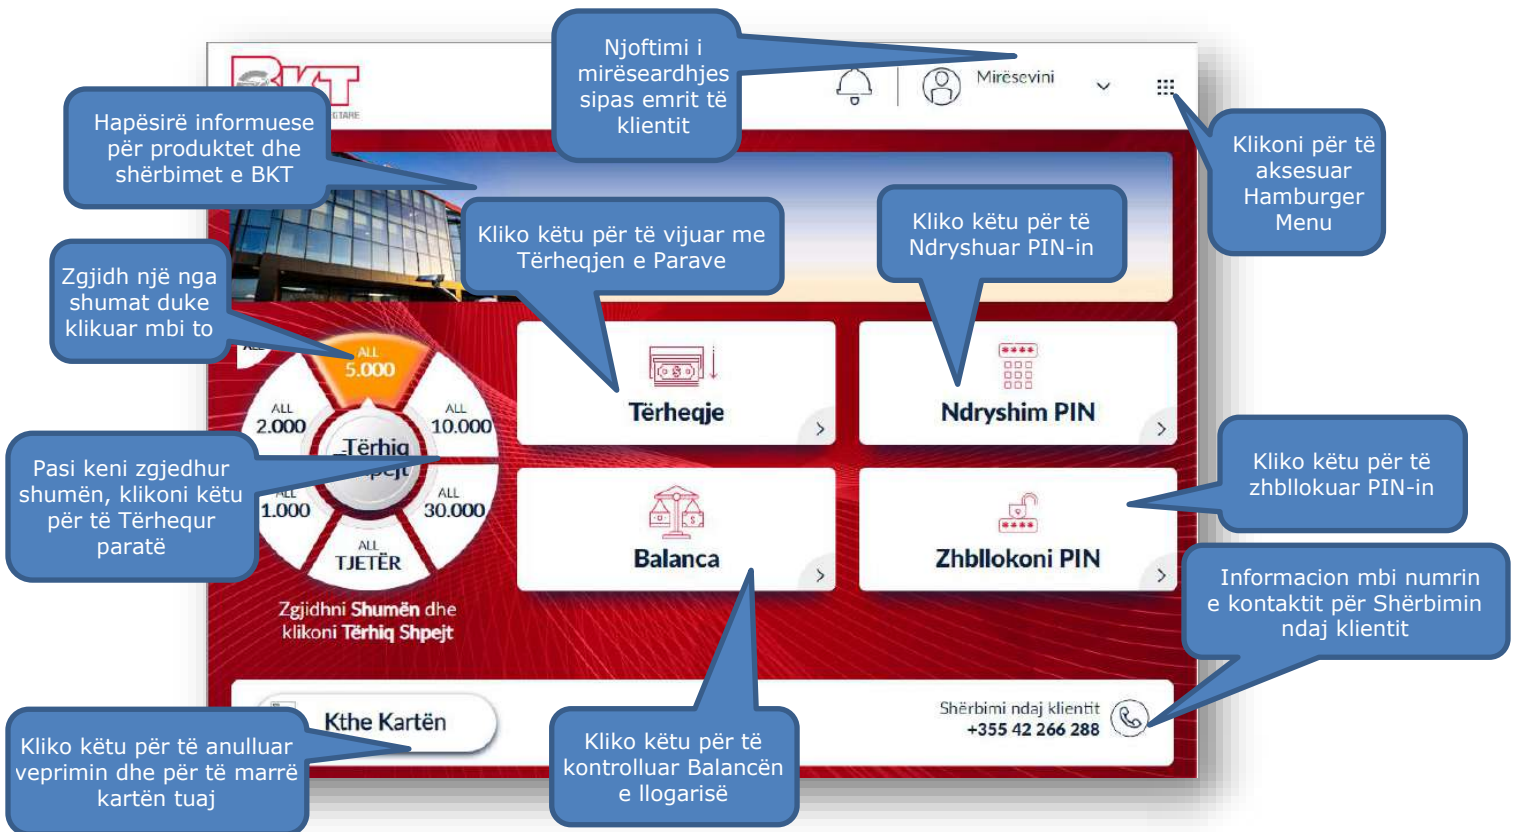 BKT
GTARE
Njoftimi i
mirëseardhjes
sipas emrit të
klientit
Mirësevini
Hapësirë informuese
për produktet dhe
shërbimet e BKT
Klikoni për të
aksesuar
Hamburger
Menu
Kliko këtu për të vijuar me
Tërheqjen e Parave
Kliko këtu për të
Ndryshuar PIN-in
Zgjidh një nga
shumat duke
klikuar mbi to
ALL
5.000
ALL
2.000
ALL
10.000
Tërhiq
ALL
1.000
ALL
30.000
ALL
TJETËR
Zgjidhni Shumën dhe
klikoni Tërhiq Shpejt
Tërheqje
Ndryshim PIN
Balanca
Zhbllokoni PIN
Pasi keni zgjedhur
shumën, klikoni këtu
për të Tërhequr
paratë
Kliko këtu për të
zhbllokuar PIN-in
Informacion mbi numrin
e kontaktit për Shërbimin
ndaj klientit
Kthe Kartën
Shërbimi ndaj klientit
+355 42 266 288
Kliko këtu për të anulluar
veprimin dhe për të marrë
kartën tuaj
Kliko këtu për të
kontrolluar Balancën
e llogarisë